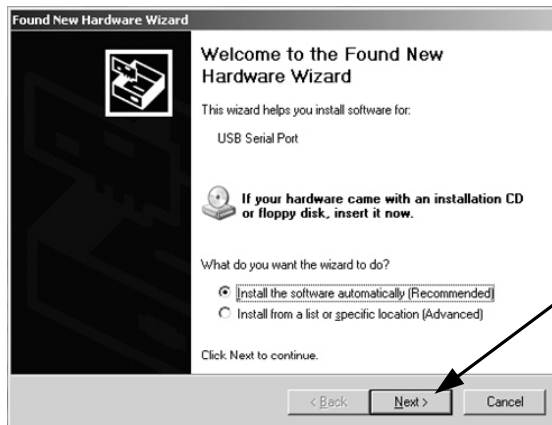 Found New Hardware Wizard
Welcome to the Found New
Hardware Wizard
This wizard helps you install software for:
USB Serial Port
If your hardware came with an installation CD
or floppy disk, insert it now.
What do you want the wizard to do?
Install the software automatically (Recommended)
Install from a list or specific location (Advanced)
Click Next to continue.
< Back Next > Cancel